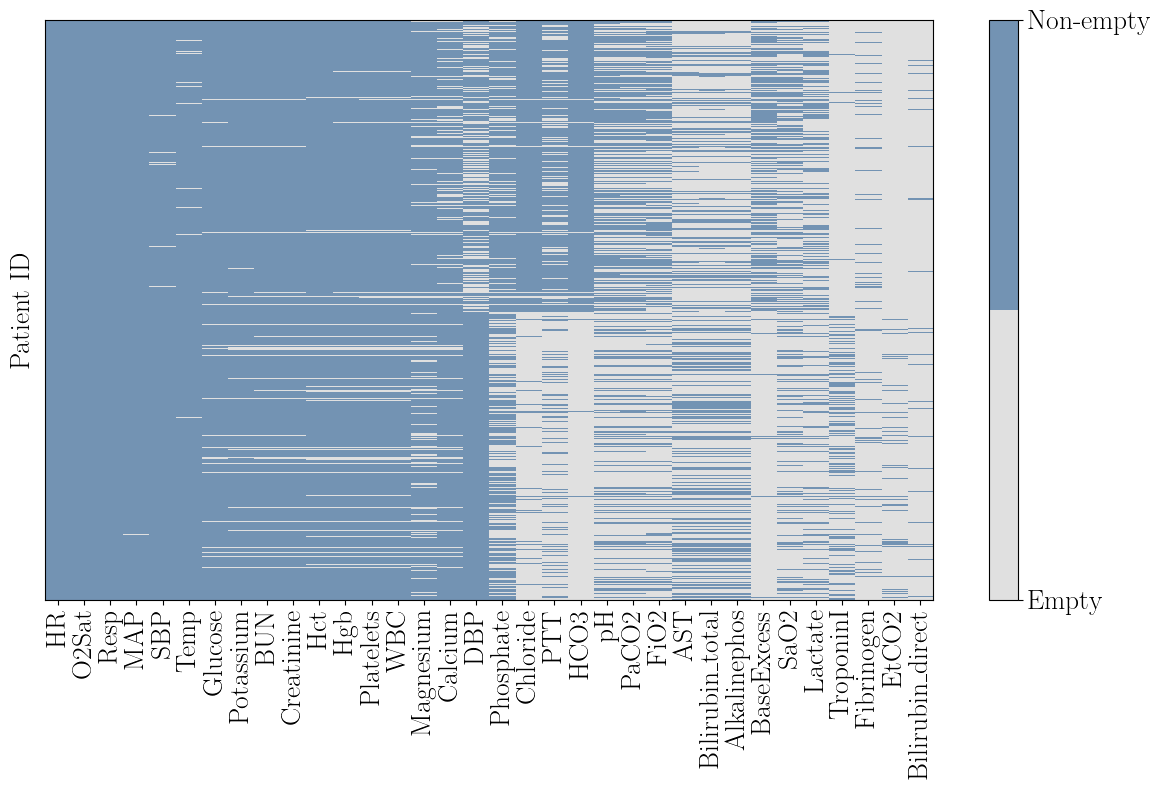 Non-empty
Empty
Patient ID
HR
O2Sat
Resp
MAP
SBP
Temp
Glucose
Potassium
BUN
Creatinine
Hct
Hgb
Platelets
WBC
Magnesium
Calcium
DBP
Phosphate
Chloride
PTT
HCO3
pH
PaCO2
FiO2
AST
Bilirubin_total
Alkalinephos
BaseExcess
SaO2
Lactate
TroponinI
Fibrinogen
EtCO2
Bilirubin_direct